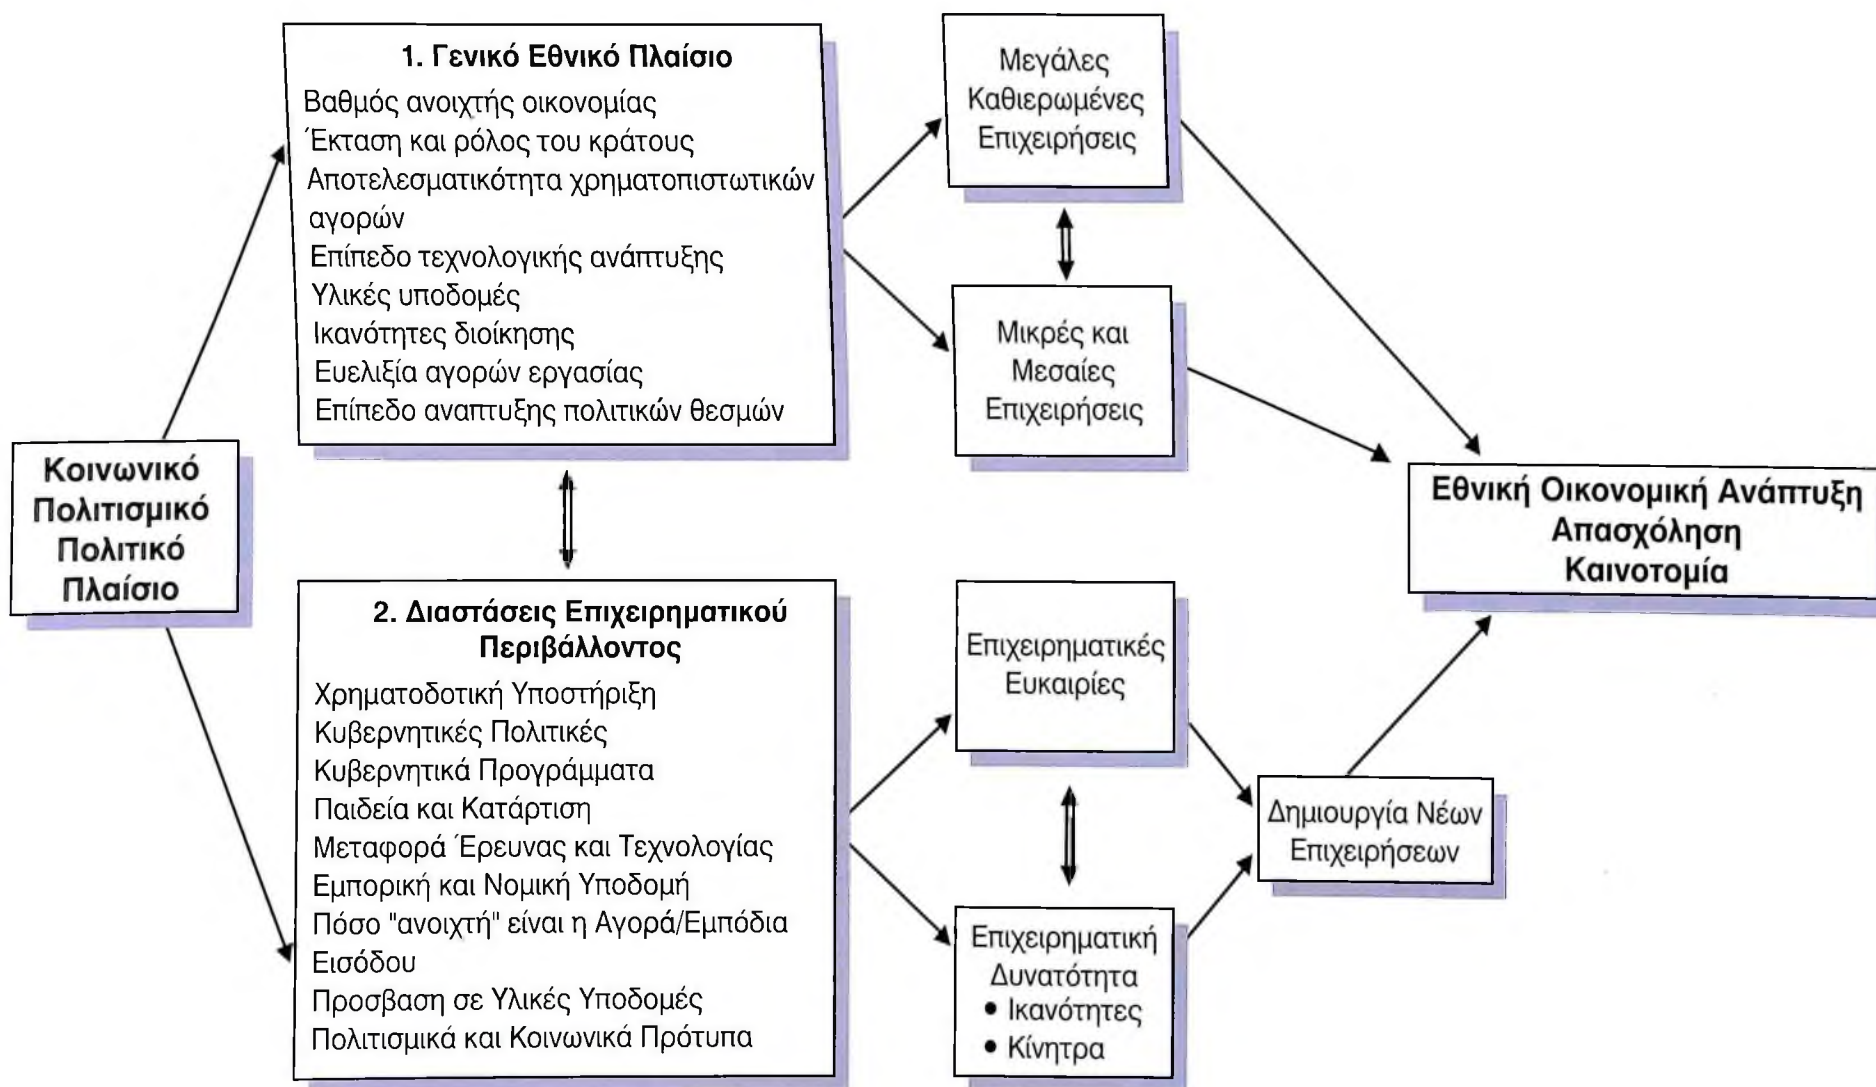 1. Γενικό Εθνικό Πλαίσιο
Βαθμός ανοιχτής οικονομίας
Έκταση και ρόλος του κράτους
Αποτελεσματικότητα χρηματοπιστωτικών
αγορών
Επίπεδο τεχνολογικής ανάπτυξης
Υλικές υποδομές
Ικανότητες διοίκησης
Ευελιξία αγορών εργασίας
Επίπεδο αναπτυξης πολιτικών θεσμών
Μεγάλες
Καθιερωμένες
Επιχειρήσεις
Μικρές και
Μεσαίες
Επιχειρήσεις
Κοινωνικό
Πολιτισμικό
Πολιτικό
Πλαίσιο
Εθνική Οικονομική Ανάπτυξη
Απασχόληση
Καινοτομία
2. Διαστάσεις Επιχειρηματικού
Περιβάλλοντος
Χρηματοδοτική Υποστήριξη
Κυβερνητικές Πολιτικές
Κυβερνητικά Προγράμματα
Παιδεία και Κατάρτιση
Μεταφορά Έρευνας και Τεχνολογίας
Εμπορική και Νομική Υποδομή
Πόσο "ανοιχτή" είναι η Αγορά/Εμπόδια
Εισόδου
Προσβαση σε Υλικές Υποδομές
Πολιτισμικά και Κοινωνικά Πρότυπα
Επιχειρηματικές
Ευκαιρίες
Επιχειρηματική
Δυνατότητα
• Ικανότητες
• Κίνητρα
Δημιουργία Νέων
Επιχειρήσεων